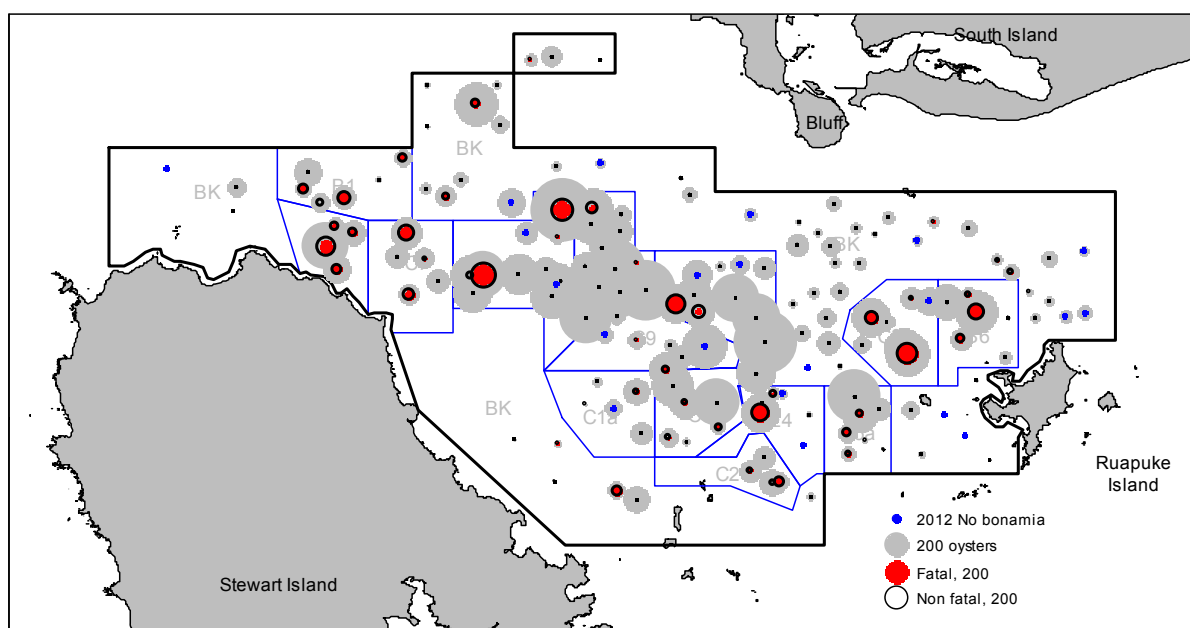 South Island
Bluff
BK
BK
B1
BK
BK
C1a
C2
Ruapuke
Island
Stewart Island
2012 No bonamia
200 oysters
Fatal, 200
Non fatal, 200